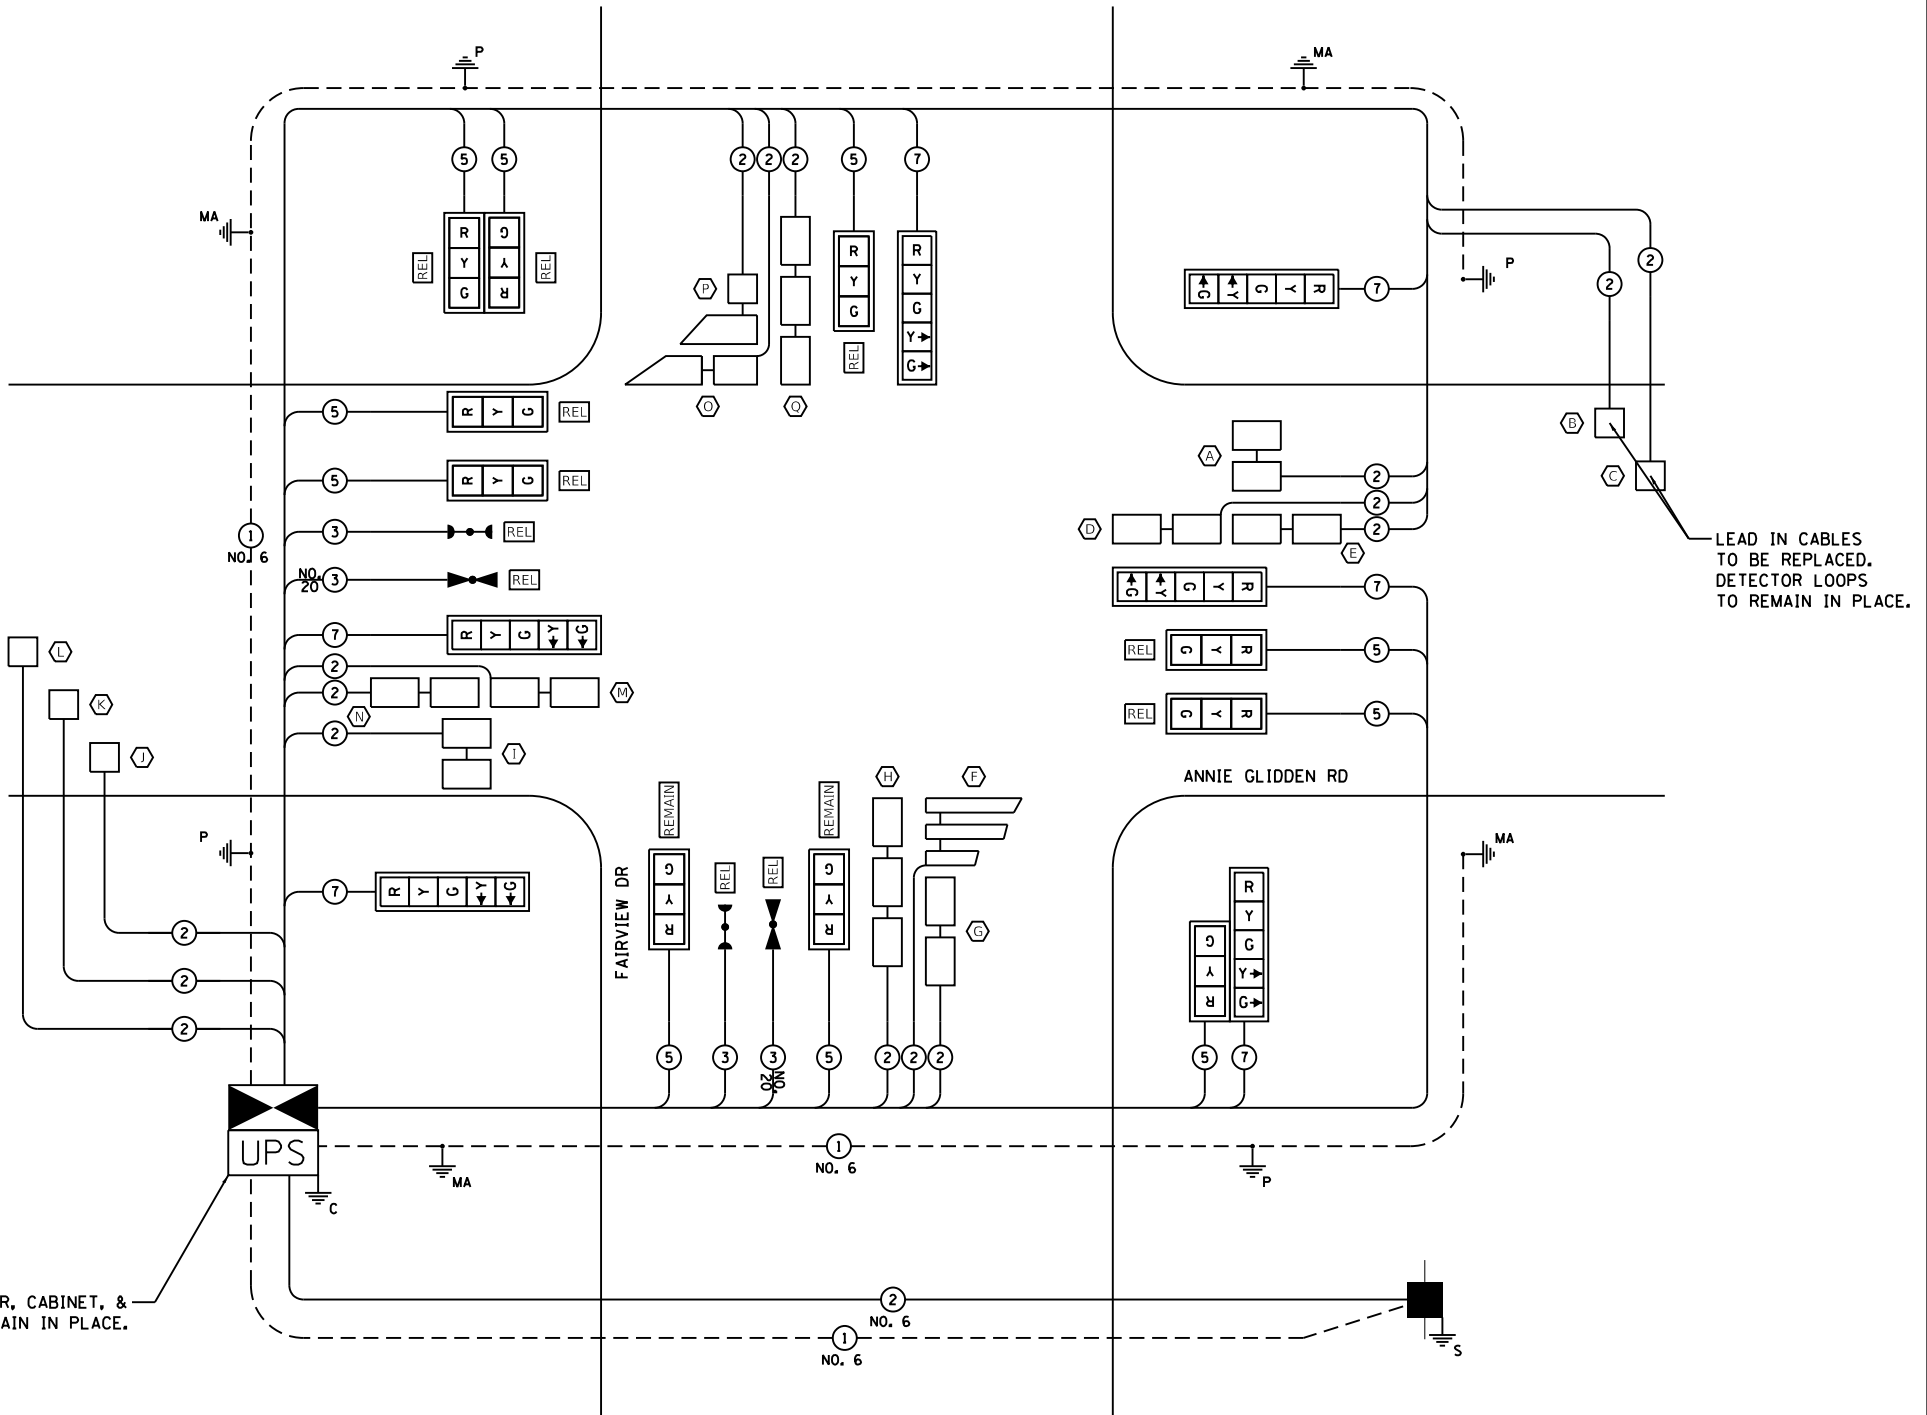 P
MA
5 5 2 2 2 5 7
R Y G
G Y R
REL
REL
MA
P
R Y G
REL
R Y G Y G
O
Q
G Y G Y R
7
P
2
2
5
R Y G
REL
5
R Y G
REL
3
REL
NO.
20
3
REL
7
R Y G Y G
2
2
M
N
2
I
1
NO. 6
A
2
2
D
2
E
G Y G Y R
7
REL
G Y R
5
REL
G Y R
5
B
C
LEAD IN CABLES
TO BE REPLACED.
DETECTOR LOOPS
TO REMAIN IN PLACE.
L
K
J
ANNIE GLIDDEN RD
P
7
R Y G Y G
2
2
2
FAIRVIEW DR
REMAIN
G Y R
REL
REL
REMAIN
G Y R
H
F
G
5 3 3 5 2 2 2
NO.
20
G Y R
R Y G Y G
5 7
MA
UPS
C
MA
1
NO. 6
P
R, CABINET, &
AIN IN PLACE.
2
NO. 6
1
NO. 6
S